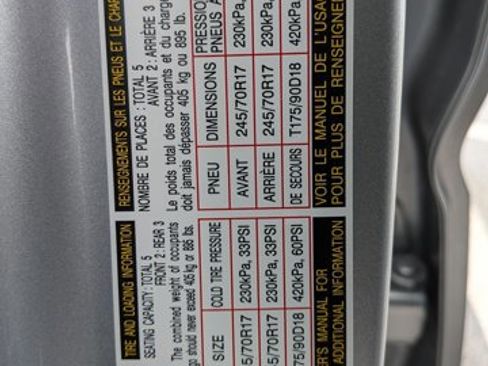 RENSEIGNEMENTS SUR LES PNEUS ET LE
NOMBRE DE PLACES : TOTAL 5
AVANT 2 : ARRIÈRE 3
Le poids total des occupants et du
doit jamais dépasser 405 kg ou 895 lb.
PNEU DIMENSIONS
PNEUS A
AVANT 245/70R17 230kPa,
ARRIÈRE 245/70R17 230kPa,
DE SECOURS T175/90D18 420kPa
VOIR LE MANUEL DE L'USAG
POUR PLUS DE RENSEIGNE
TIRE AND LOADING INFORMATION
SEATING CAPACITY : TOTAL 5
FRONT 2 : REAR 3
The combined weight of occupants
should never exceed 405 kg or 895 lb.
SIZE COLD TIRE PRESSURE
5/70R17 230kPa, 33PSI
5/70R17 230kPa, 33PSI
75/90D18 420kPa, 60PSI
MANUAL FOR
ADDITIONAL INFORMATION